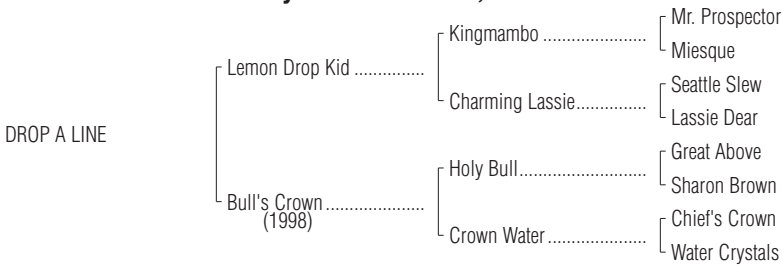 Mr. Prospector
Kingmambo ......................
Miesque
Lemon Drop Kid ...............
Seattle Slew
Charming Lassie...............
Lassie Dear
DROP A LINE
Great Above
Holy Bull...........................
Sharon Brown
Bull's Crown .....................
(1998)
Chief's Crown
Crown Water .....................
Water Crystals